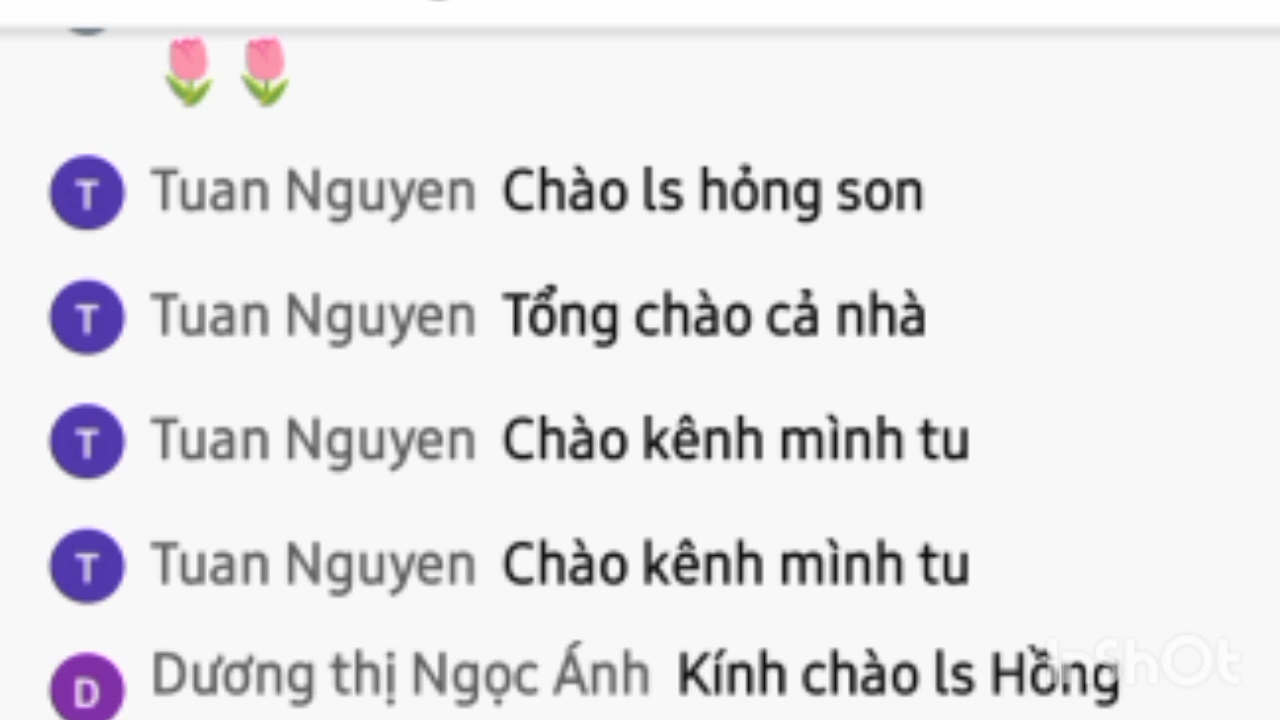 🌷🌷
T Tuan Nguyen Chào ls hỏng son
T Tuan Nguyen Tổng chào cả nhà
T Tuan Nguyen Chào kênh mình tu
T Tuan Nguyen Chào kênh mình tu
D Dương thị Ngọc Ánh Kính chào ls Hồng
InShOt